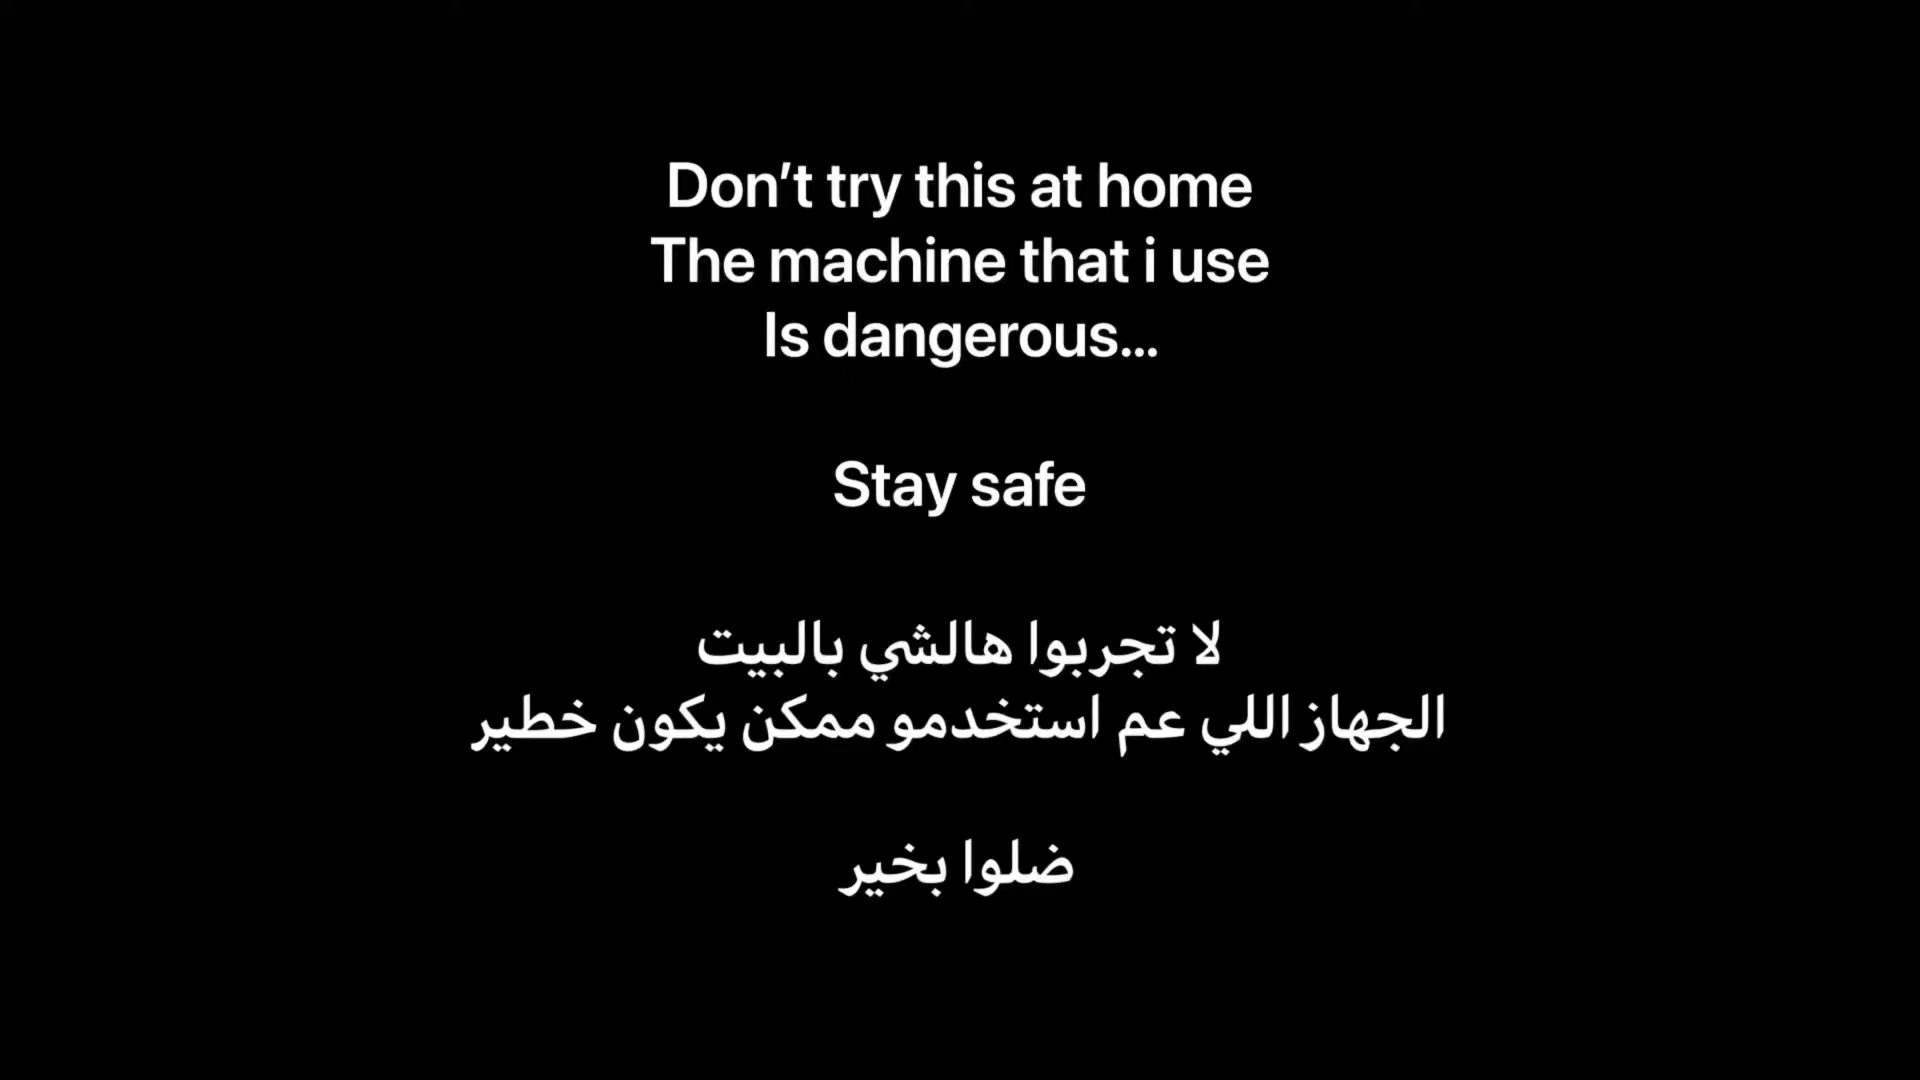 Don't try this at home
The machine that i use
Is dangerous...
Stay safe
لا تجربوا هالشي بالبيت
الجهاز اللي عم استخدمو ممكن يكون خطير
ضلوا بخير